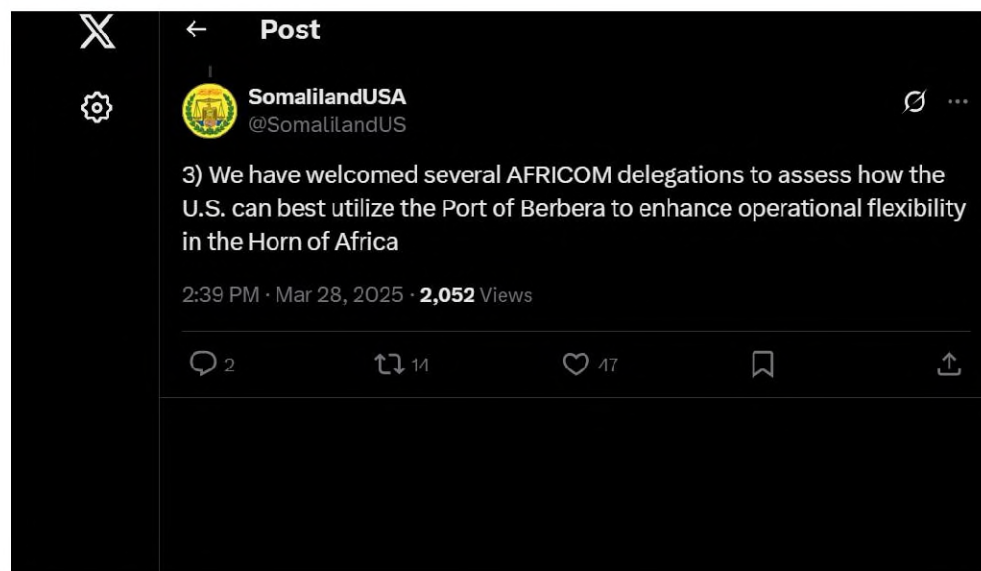 Post
SomalilandUSA
@SomalilandUS
3) We have welcomed several AFRICOM delegations to assess how the
U.S. can best utilize the Port of Berbera to enhance operational flexibility
in the Horn of Africa
2:39 PM · Mar 28, 2025 · 2,052 Views
2 14 47